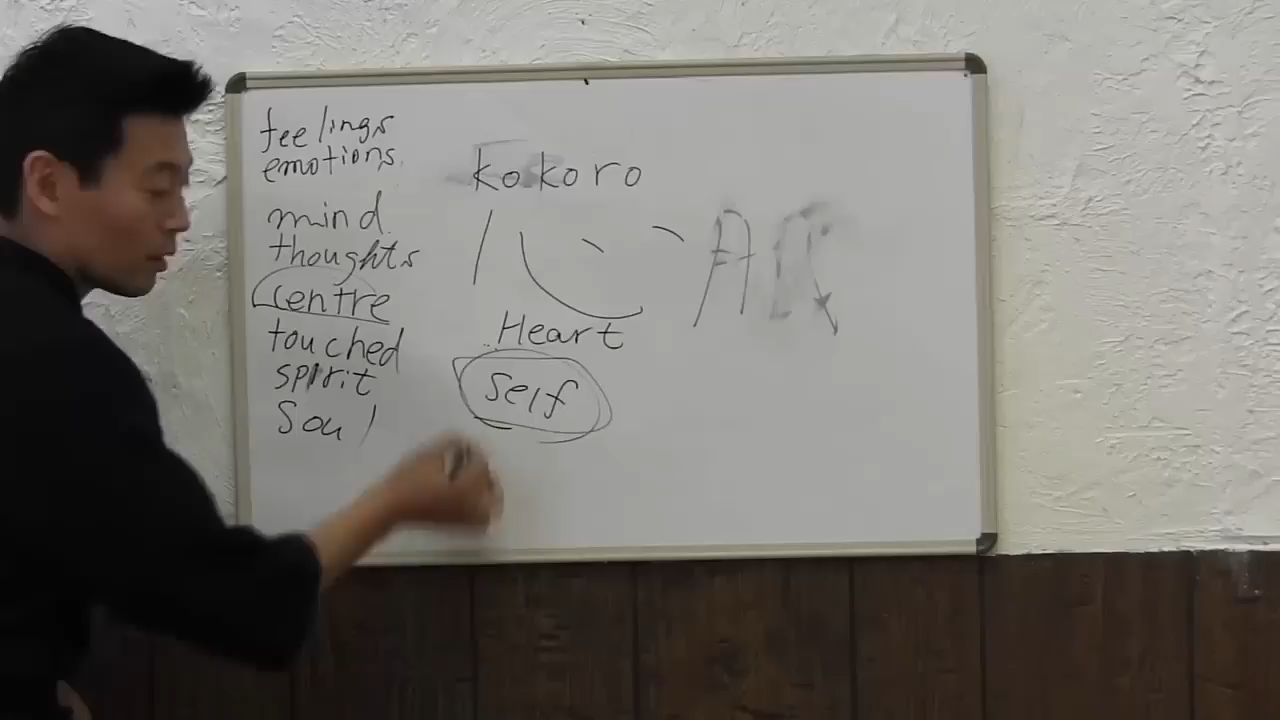 feelings
emotions
mind
thoughts
centre
touched
spirit
soul
kokoro
心
Heart
self